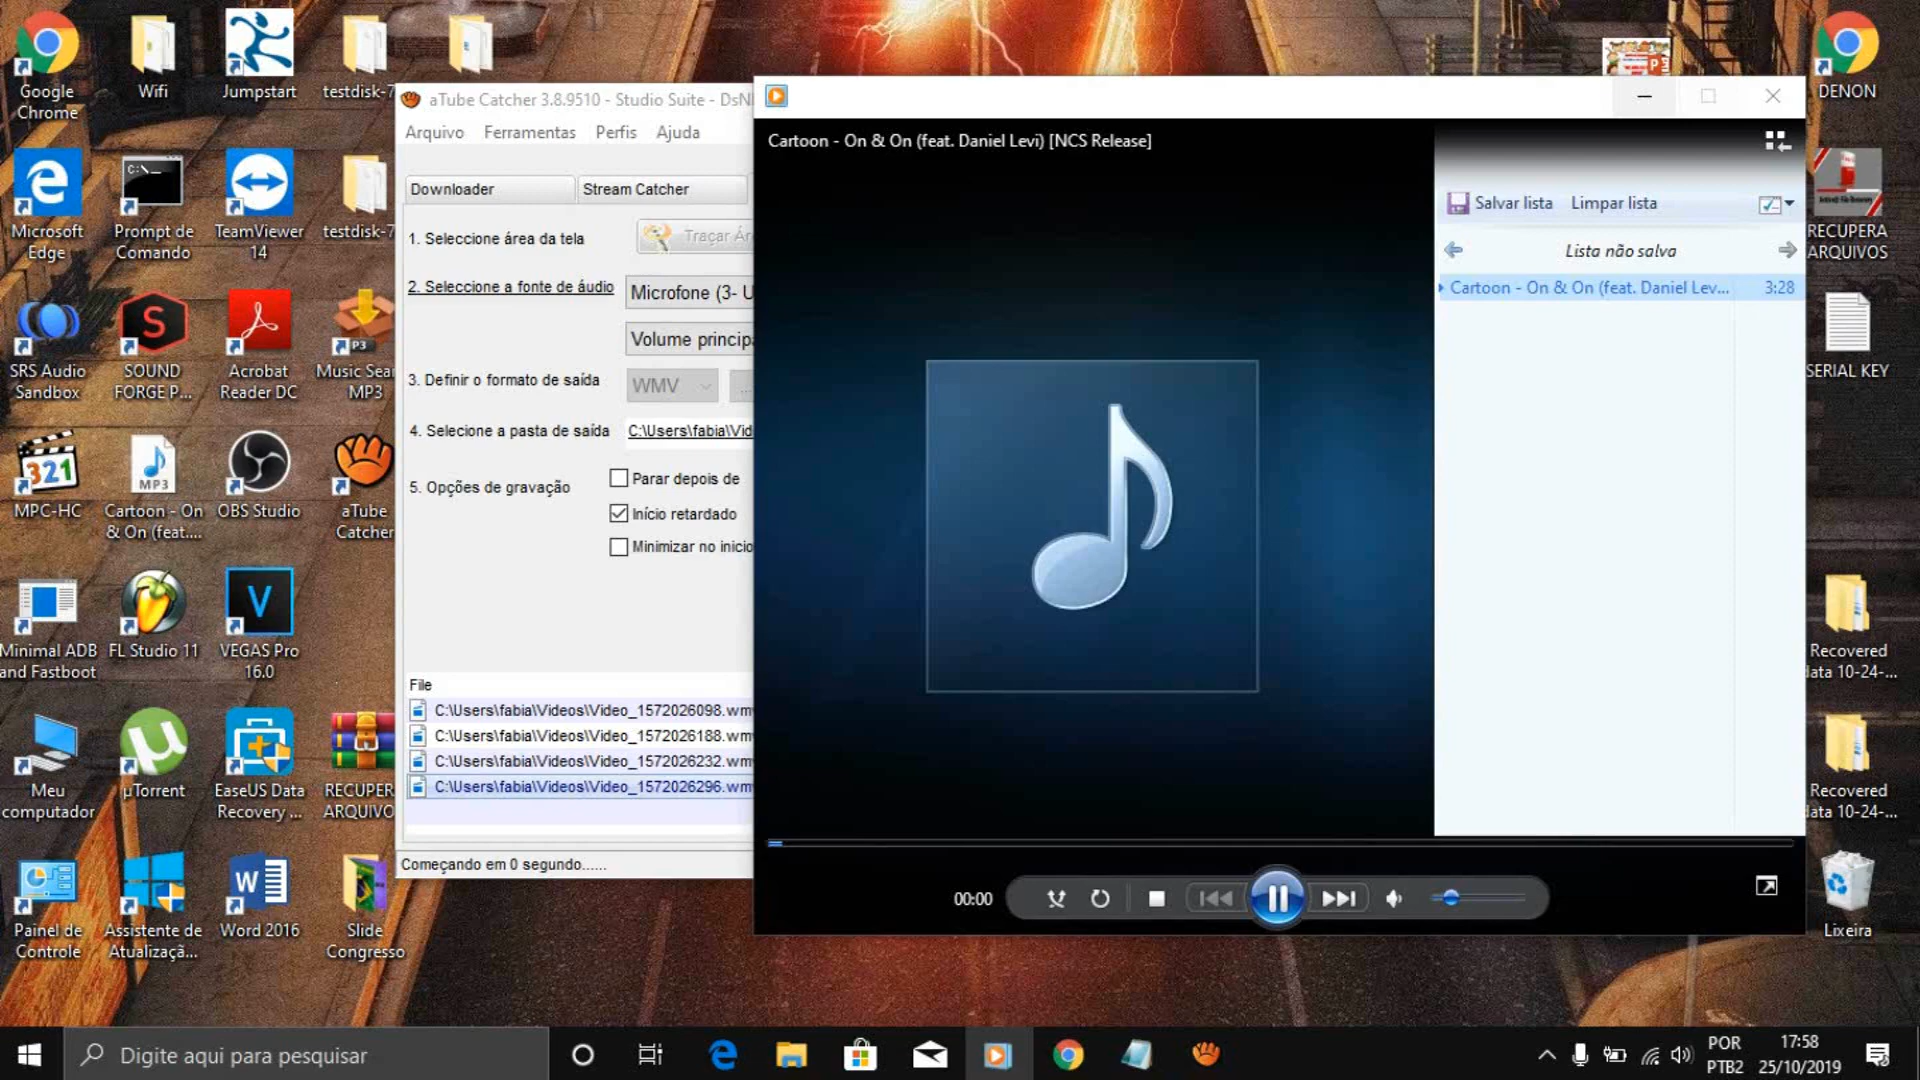 Google
Chrome
Wifi
Jumpstart
testdisk-7
DENON
Microsoft
Edge
Prompt de
Comando
TeamViewer
14
testdisk-7
RECUPERA
ARQUIVOS
SRS Audio
Sandbox
SOUND
FORGE P...
Acrobat
Reader DC
Music Sear
MP3
SERIAL KEY
MPC-HC
Cartoon - On
& On (feat....
OBS Studio
aTube
Catcher
Minimal ADB
and Fastboot
FL Studio 11
VEGAS Pro
16.0
Recovered
data 10-24-...
Meu
computador
µTorrent
EaseUS Data
Recovery ...
RECUPER
ARQUIVO
Recovered
data 10-24-...
Painel de
Controle
Assistente de
Atualizaçã...
Word 2016
Slide
Congresso
Lixeira
aTube Catcher 3.8.9510 - Studio Suite - DsN
Arquivo Ferramentas Perfis Ajuda
Downloader Stream Catcher
1. Seleccione área da tela Traçar Ár
2. Seleccione a fonte de áudio Microfone (3- U
Volume principa
3. Definir o formato de saída WMV ...
4. Selecione a pasta de saída C:\Users\fabia\Vid
5. Opções de gravação
Parar depois de
Início retardado
Minimizar no inicio
File
C:\Users\fabia\Videos\Video_1572026098.wm
C:\Users\fabia\Videos\Video_1572026188.wm
C:\Users\fabia\Videos\Video_1572026232.wm
C:\Users\fabia\Videos\Video_1572026296.wm
Começando em 0 segundo......
Cartoon - On & On (feat. Daniel Levi) [NCS Release]
Salvar lista Limpar lista
Lista não salva
Cartoon - On & On (feat. Daniel Lev... 3:28
00:00
Digite aqui para pesquisar
POR
PTB2
17:58
25/10/2019